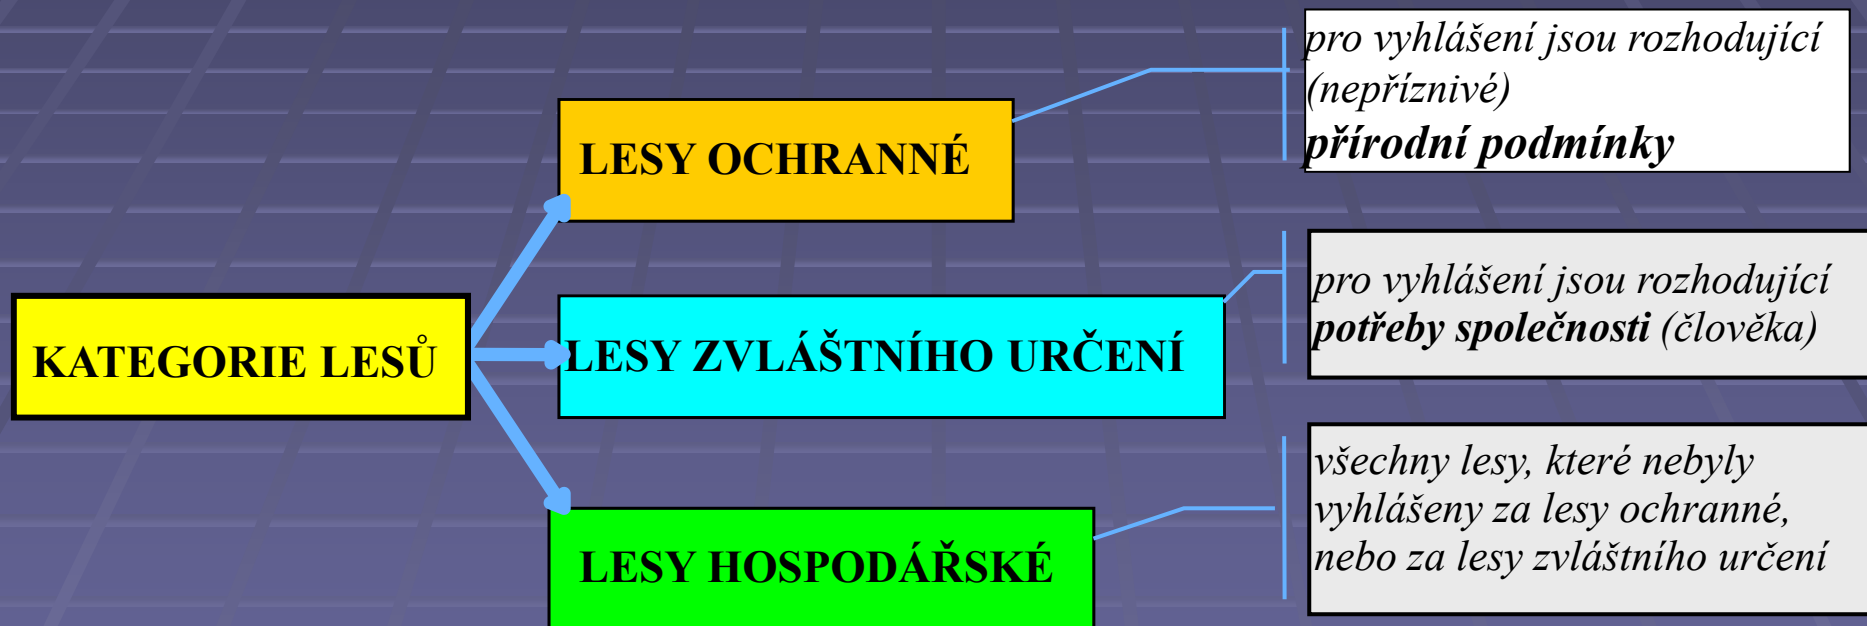 KATEGORIE LESŮ
LESY OCHRANNÉ
pro vyhlášení jsou rozhodující
(nepříznivé)
přírodní podmínky
LESY ZVLÁŠTNÍHO URČENÍ
pro vyhlášení jsou rozhodující
potřeby společnosti (člověka)
LESY HOSPODÁŘSKÉ
všechny lesy, které nebyly
vyhlášeny za lesy ochranné,
nebo za lesy zvláštního určení